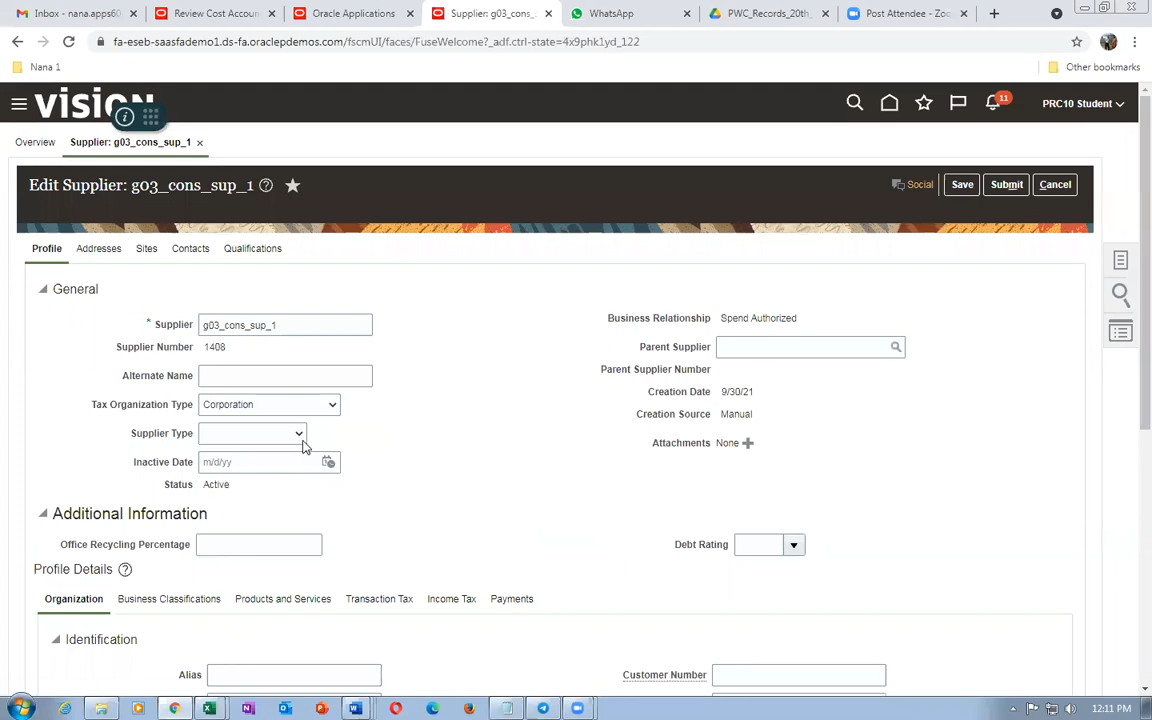 Inbox - nana.apps60
Review Cost Accoun
Oracle Applications
Supplier: g03_cons_s
WhatsApp
PWC_Records_20th_
Post Attendee - Zoo
fa-eseb-saasfademo1.ds-fa.oraclepdemos.com/fscmUI/faces/FuseWelcome?_adf.ctrl-state=4x9phk1yd_122
Nana 1
Other bookmarks
vision
11
PRC10 Student
Overview
Supplier: g03_cons_sup_1
Edit Supplier: g03_cons_sup_1
Social
Save
Submit
Cancel
Profile
Addresses
Sites
Contacts
Qualifications
General
* Supplier
g03_cons_sup_1
Business Relationship
Spend Authorized
Supplier Number
1408
Parent Supplier
Parent Supplier Number
Alternate Name
Creation Date
9/30/21
Tax Organization Type
Corporation
Creation Source
Manual
Supplier Type
Attachments
None
Inactive Date
m/d/yy
Status
Active
Additional Information
Office Recycling Percentage
Debt Rating
Profile Details
Organization
Business Classifications
Products and Services
Transaction Tax
Income Tax
Payments
Identification
Alias
Customer Number
12:11 PM